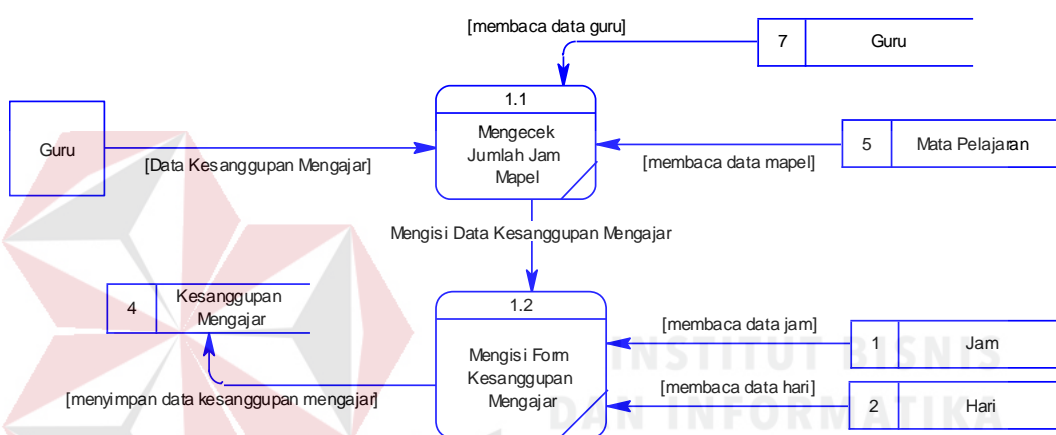 [membaca data guru]
7 Guru
1.1
Mengecek
Jumlah Jam
Mapel
Guru
[Data Kesanggupan Mengajar]
5 Mata Pelajaran
[membaca data mapel]
Mengisi Data Kesanggupan Mengajar
4 Kesanggupan
Mengajar
1.2
Mengisi Form
Kesanggupan
Mengajar
[membaca data jam]
1 Jam
[membaca data hari]
2 Hari
[menyimpan data kesanggupan mengajar]
INSTITUT BISNIS
DAN INFORMATIKA